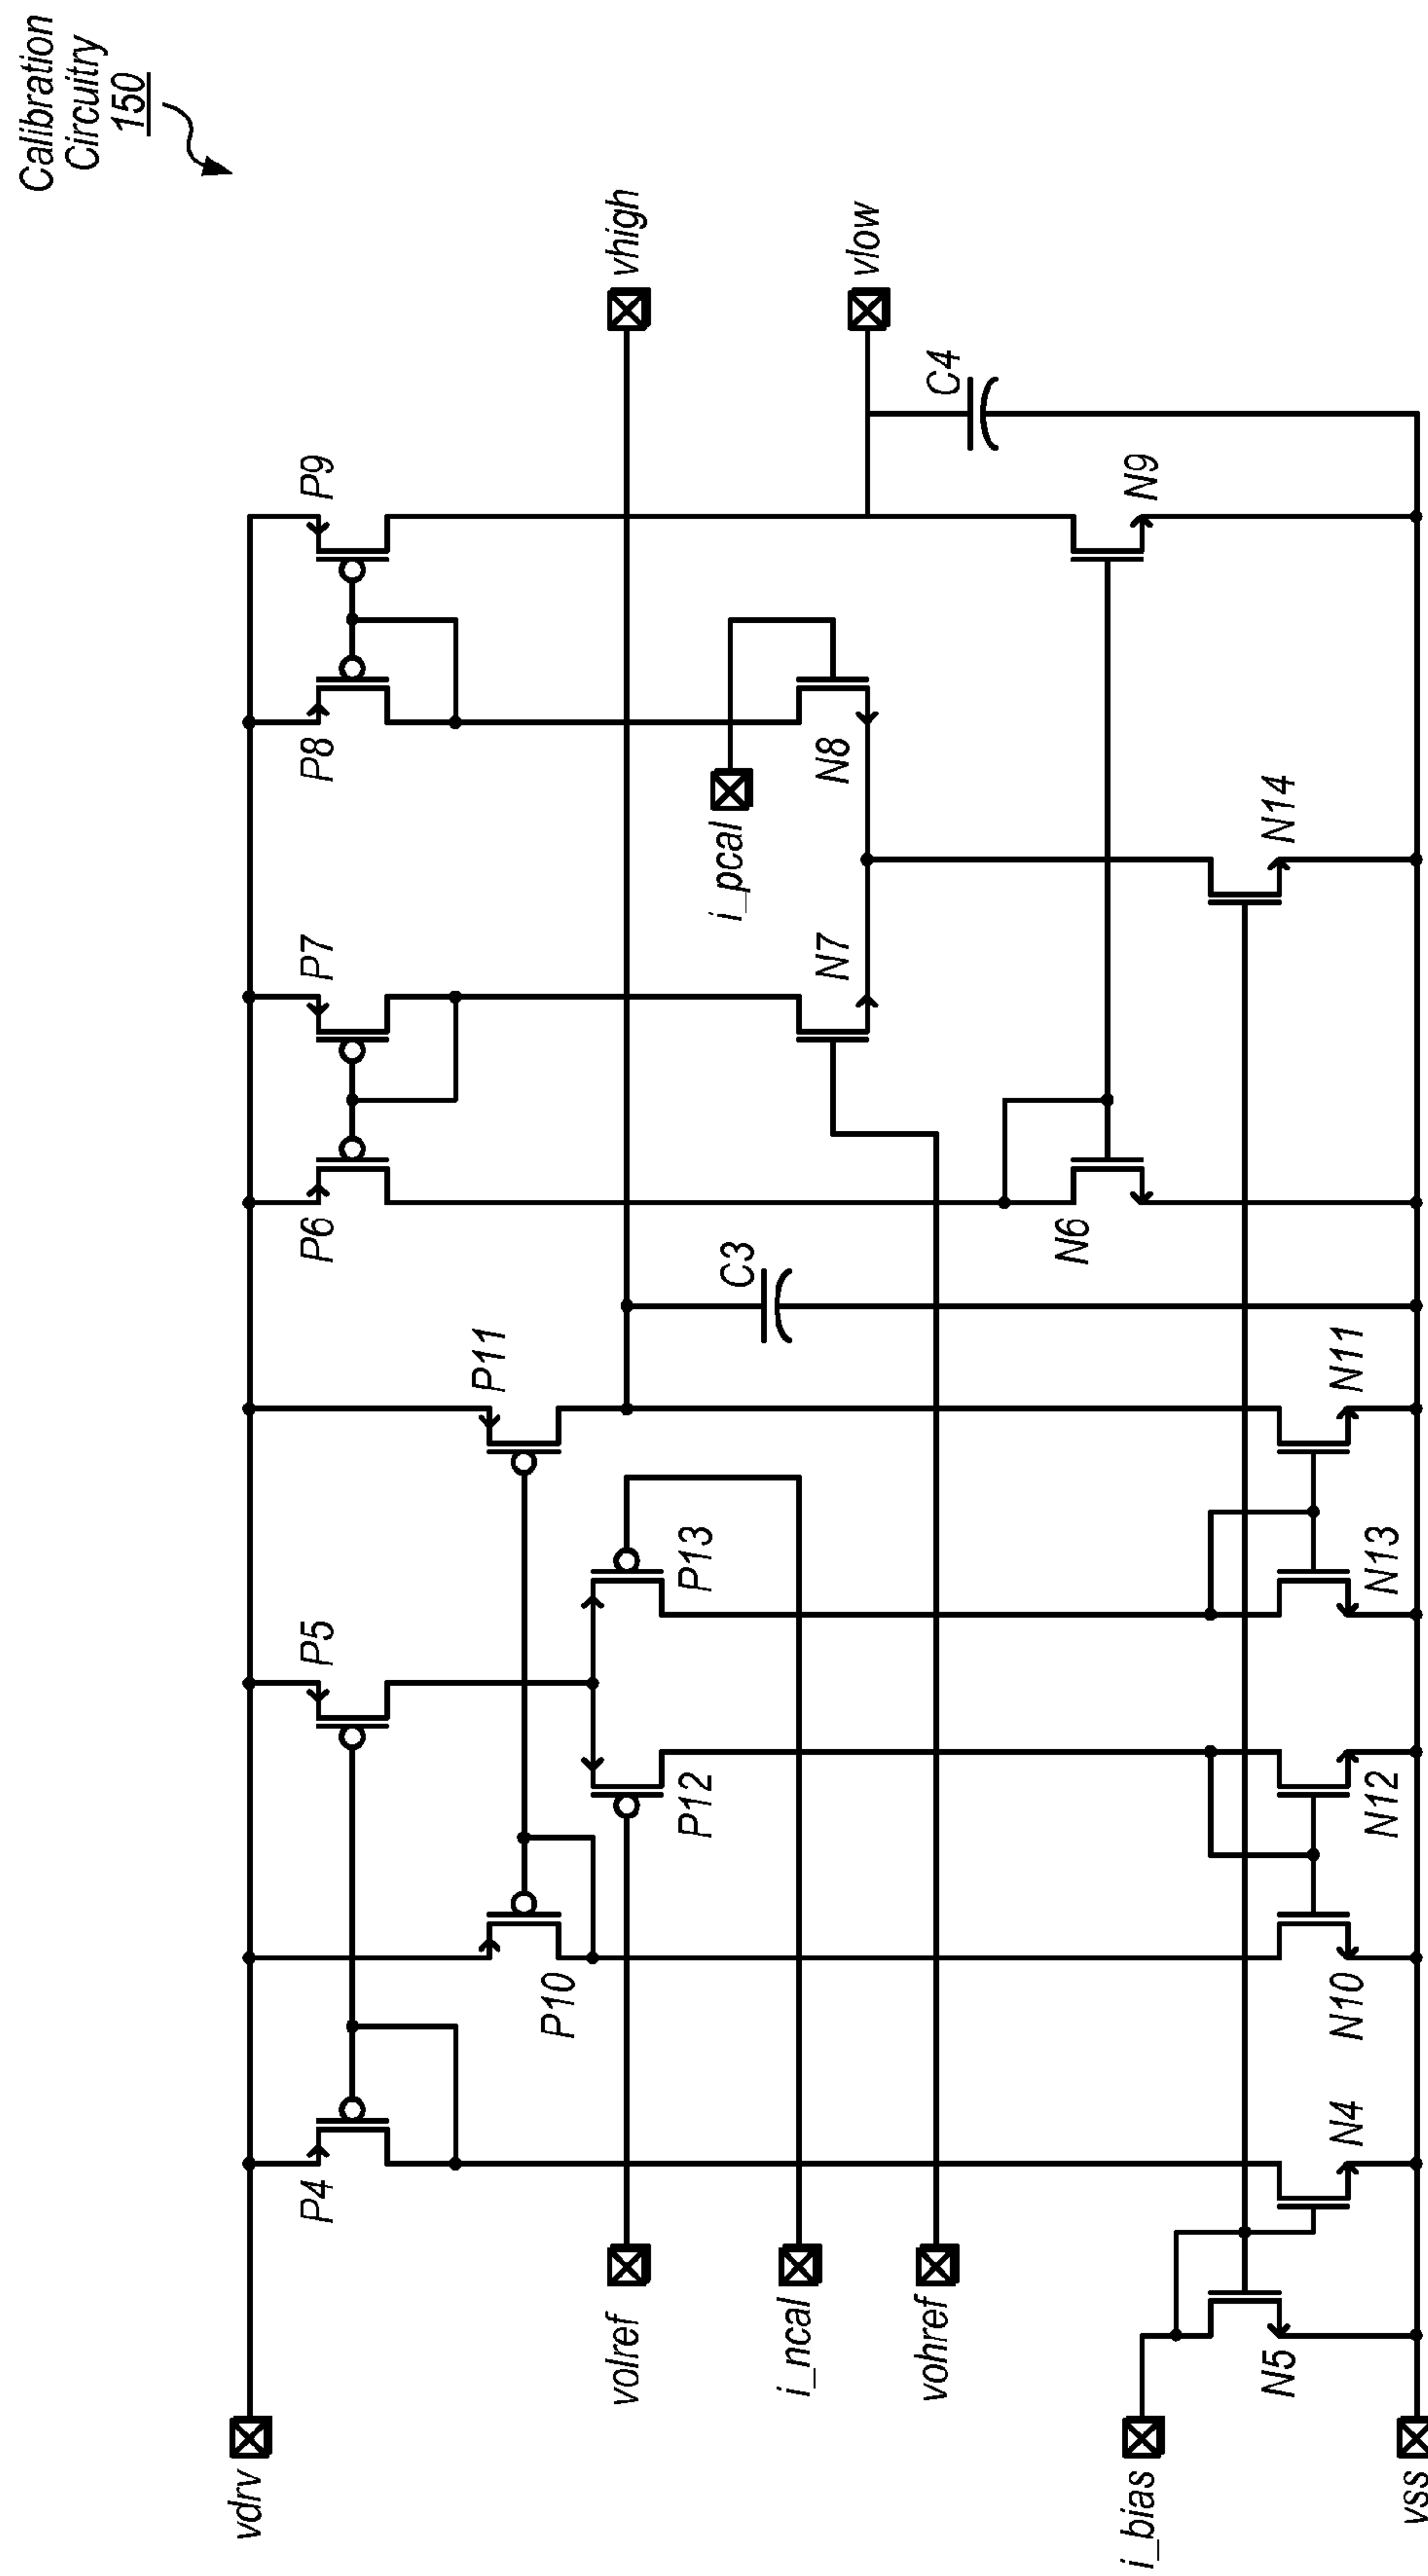 Calibration
Circuitry
150
vdrv
volref
i_ncal
vohref
i_bias
vss
P4
P5
P10
P11
P12
P13
P6
P7
P8
P9
N5
N4
N10
N12
N13
N11
C3
N6
N7
i_pcal
N8
N14
N9
C4
vhigh
vlow